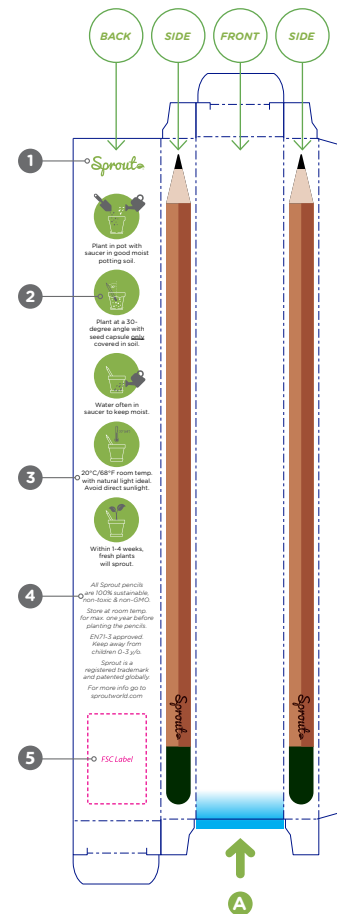 BACK
SIDE
FRONT
SIDE
1
Sprout
Plant in pot with
saucer in good moist
potting soil.
2
Plant at a 30-
degree angle with
seed capsule only
covered in soil.
Water often in
saucer to keep moist.
3
20°C/68°F room temp.
with natural light ideal.
Avoid direct sunlight.
Within 1-4 weeks,
fresh plants
will sprout.
4
All Sprout pencils
are 100% sustainable,
non-toxic & non-GMO.
Store at room temp.
for max. one year before
planting the pencils.
EN71-3 approved.
Keep away from
children 0-3 y/o.
Sprout is a
registered trademark
and patented globally.
For more info go to
sproutworld.com
5
FSC Label
Sprout
Sprout
A